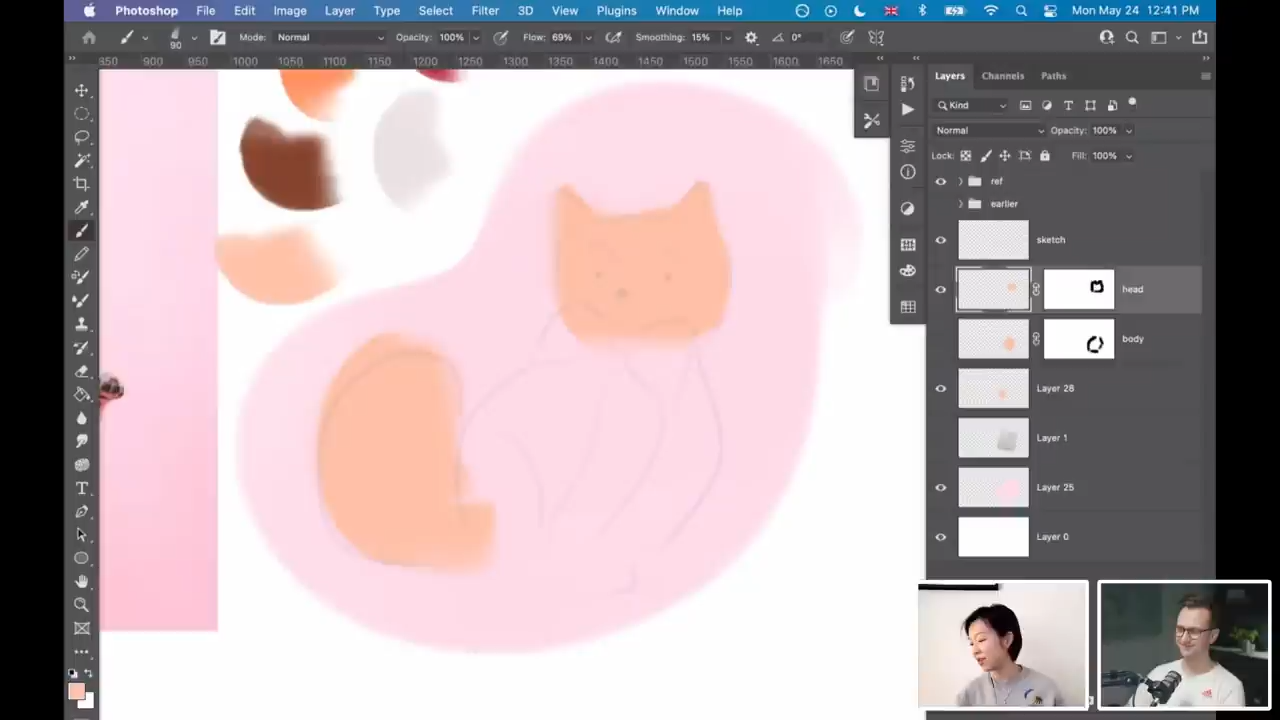 Photoshop File Edit Image Layer Type Select Filter 3D View Plugins Window Help Mon May 24 12:41 PM
90 Mode: Normal Opacity: 100% Flow: 69% Smoothing: 15% 0°
850 900 950 1000 1050 1100 1150 1200 1250 1300 1350 1400 1450 1500 1550 1600 1650
Layers Channels Paths
Kind
Normal Opacity: 100%
Lock: Fill: 100%
ref
earlier
sketch
head
body
Layer 28
Layer 1
Layer 25
Layer 0